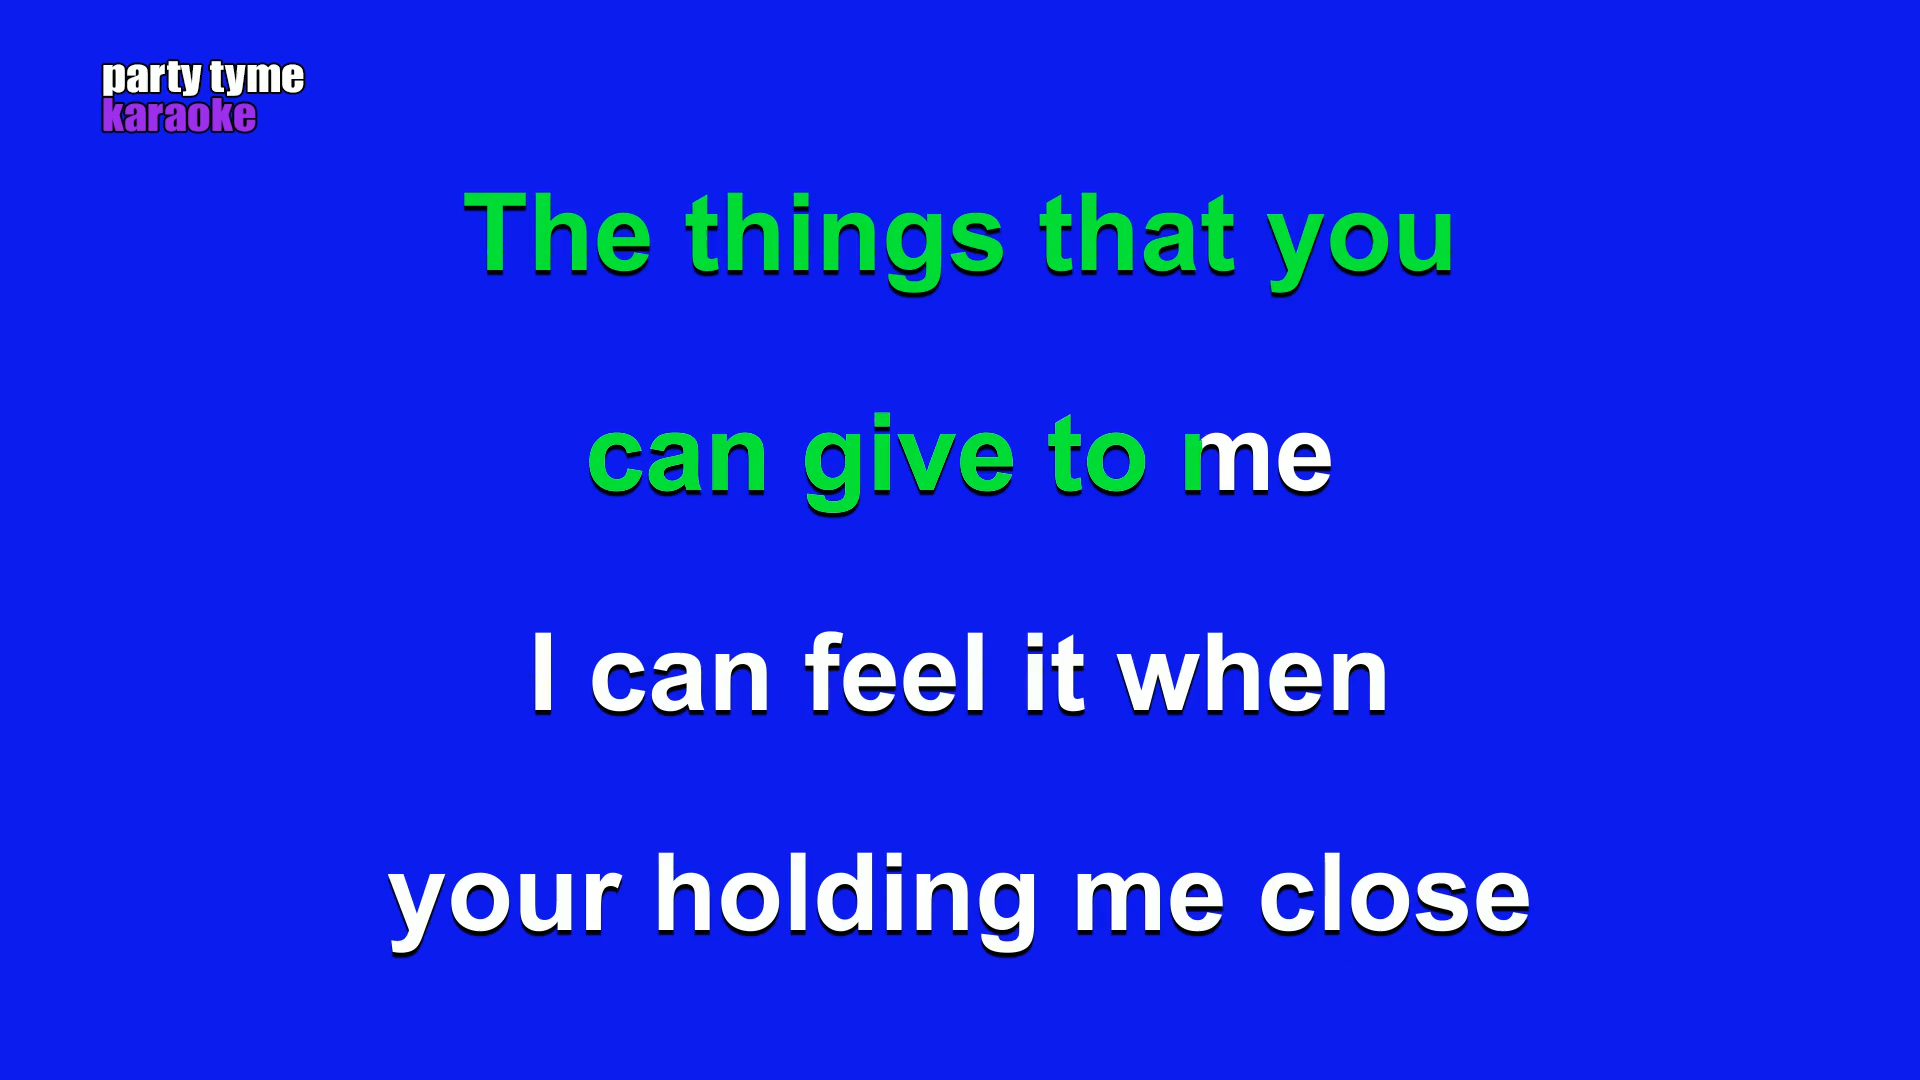 party tyme
karaoke
The things that you
can give to me
I can feel it when
your holding me close